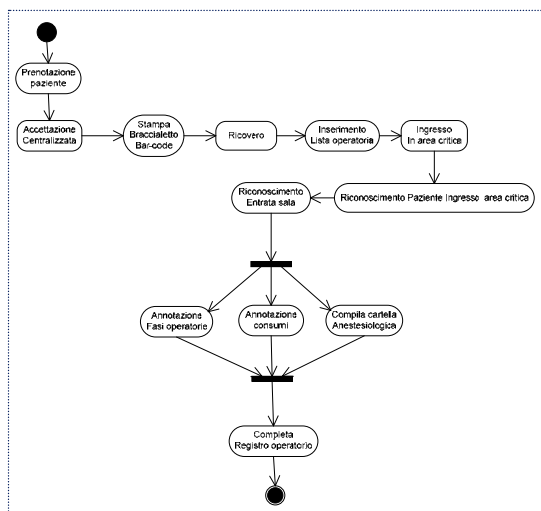 Prenotazione
paziente
Accettazione
Centralizzata
Stampa
Braccialetto
Bar-code
Ricovero
Inserimento
Lista operatoria
Ingresso
In area critica
Riconoscimento Paziente Ingresso area critica
Riconoscimento
Entrata sala
Annotazione
Fasi operatorie
Annotazione
consumi
Compila cartella
Anestesiologica
Completa
Registro operatorio